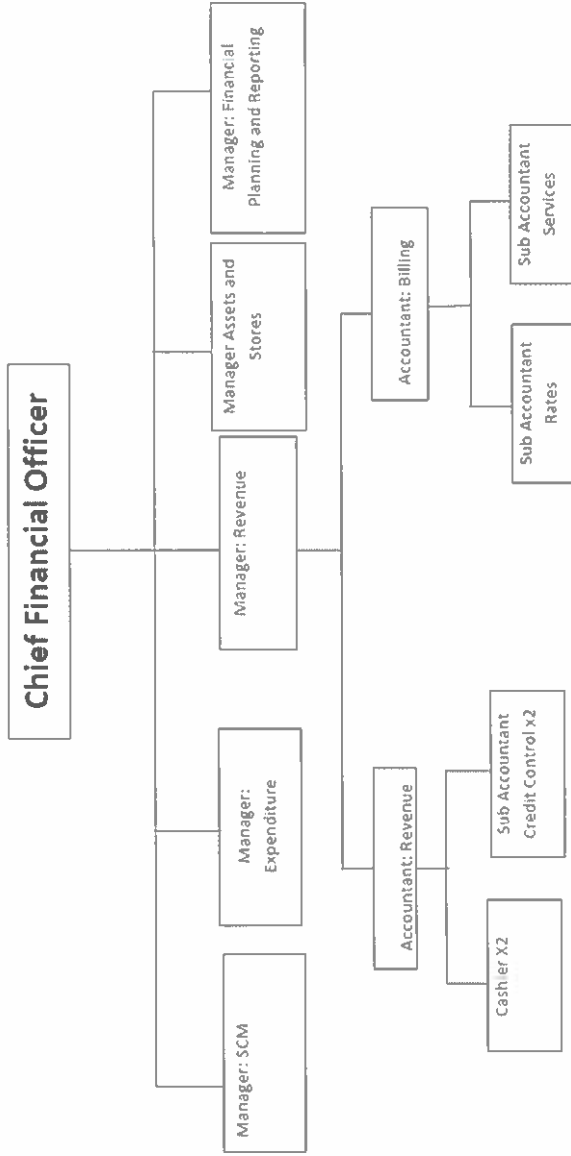 Chief Financial Officer
Manager: SCM
Manager:
Expenditure
Manager: Revenue
Manager Assets and
Stores
Manager: Financial
Planning and Reporting
Accountant: Revenue
Accountant: Billing
Cashier X2
Sub Accountant
Credit Control x2
Sub Accountant
Rates
Sub Accountant
Services